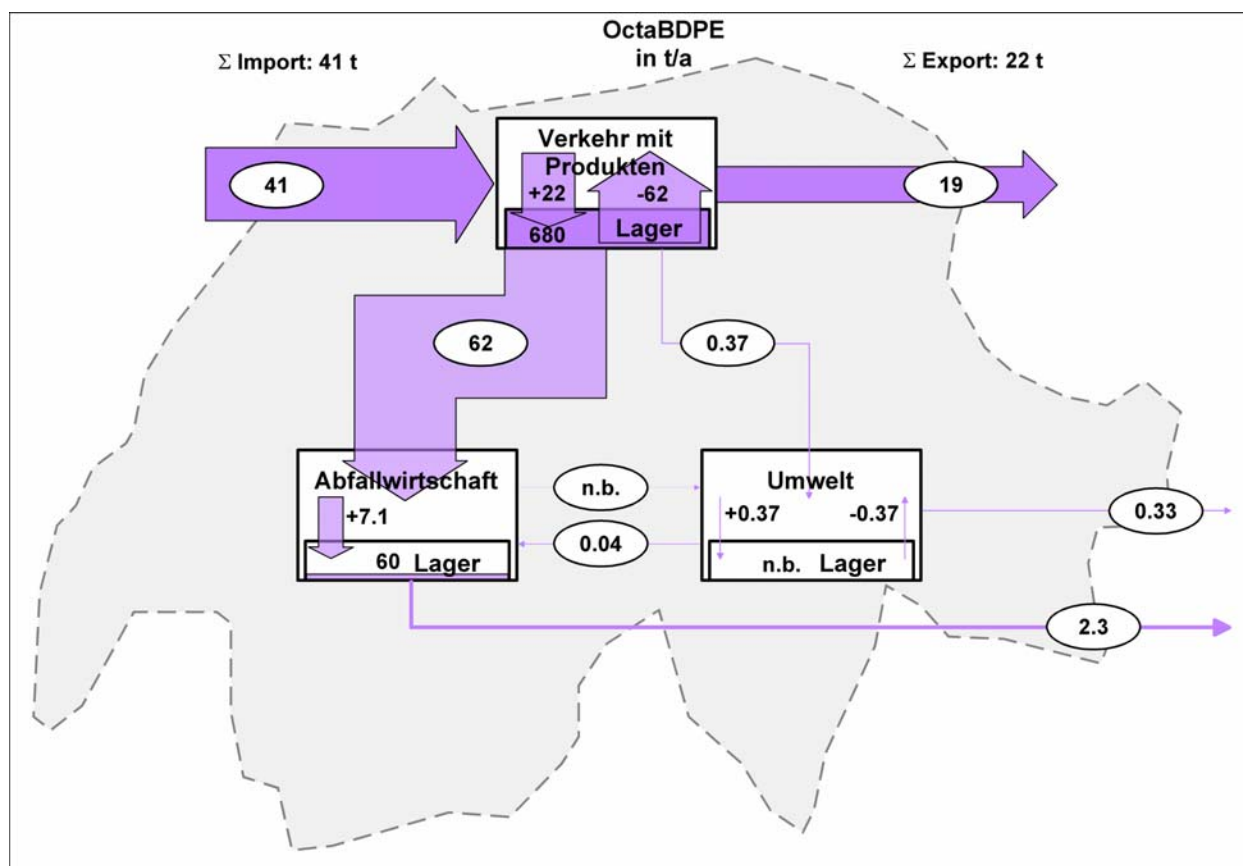 OctaBDPE
in t/a
Σ Import: 41 t
Σ Export: 22 t
Verkehr mit
Produkten
41
19
+22
-62
680
Lager
62
0.37
Abfallwirtschaft
n.b.
Umwelt
+7.1
+0.37
-0.37
0.33
0.04
60
Lager
n.b.
Lager
2.3